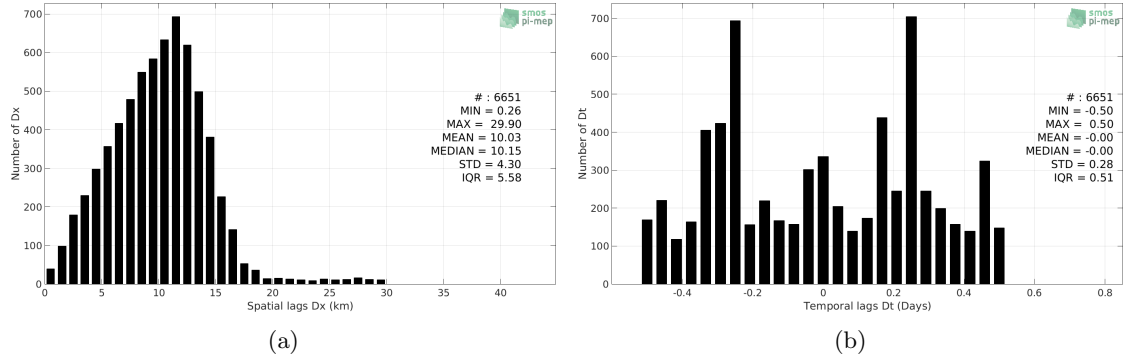 700
600
500
400
300
200
100
0
Number of Dx
smos
pi-mep
# : 6651
MIN = 0.26
MAX = 29.90
MEAN = 10.03
MEDIAN = 10.15
STD = 4.30
IQR = 5.58
0 5 10 15 20 25 30 35 40
Spatial lags Dx (km)
(a)
700
600
500
400
300
200
100
0
Number of Dt
smos
pi-mep
# : 6651
MIN = -0.50
MAX = 0.50
MEAN = -0.00
MEDIAN = -0.00
STD = 0.28
IQR = 0.51
-0.4 -0.2 0 0.2 0.4 0.6 0.8
Temporal lags Dt (Days)
(b)